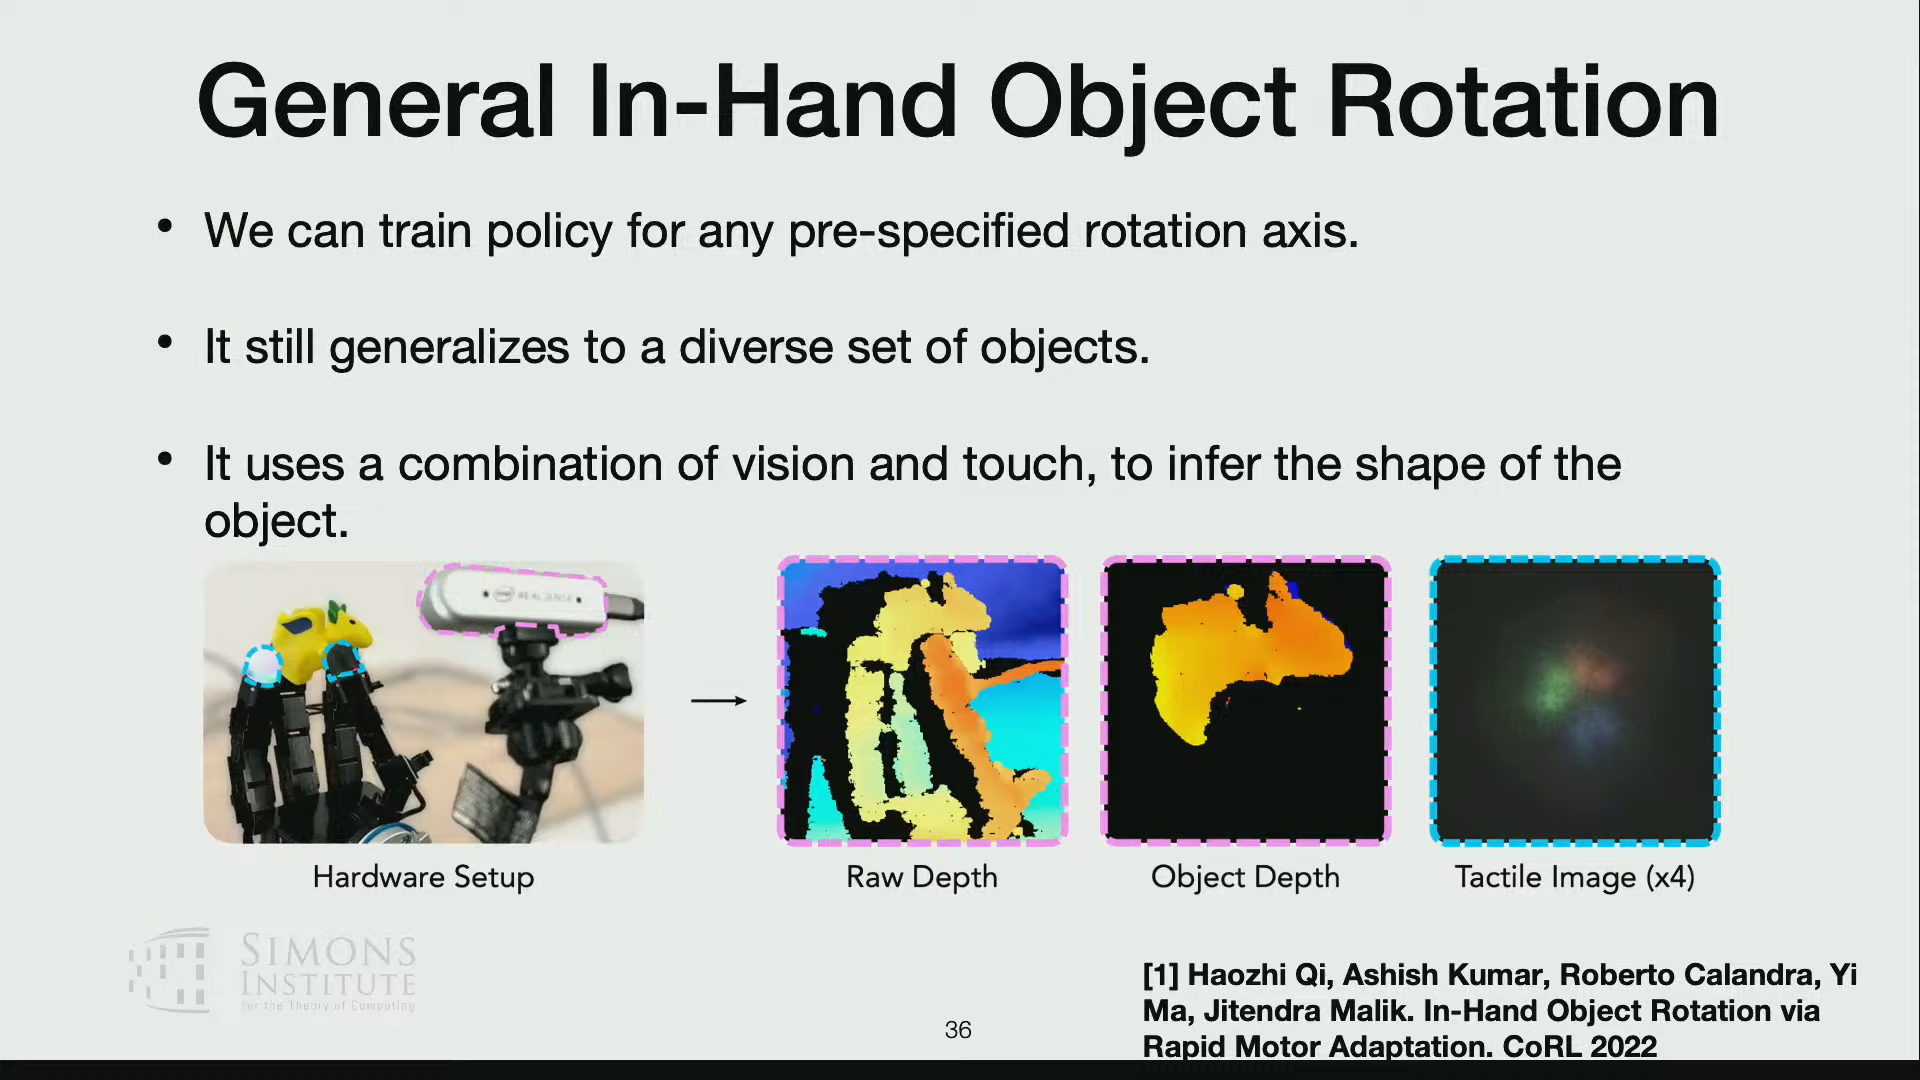 General In-Hand Object Rotation
• We can train policy for any pre-specified rotation axis.
• It still generalizes to a diverse set of objects.
• It uses a combination of vision and touch, to infer the shape of the
object.
Hardware Setup
Raw Depth
Object Depth
Tactile Image (x4)
SIMONS
INSTITUTE
for the Theory of Computing
36
[1] Haozhi Qi, Ashish Kumar, Roberto Calandra, Yi
Ma, Jitendra Malik. In-Hand Object Rotation via
Rapid Motor Adaptation. CoRL 2022